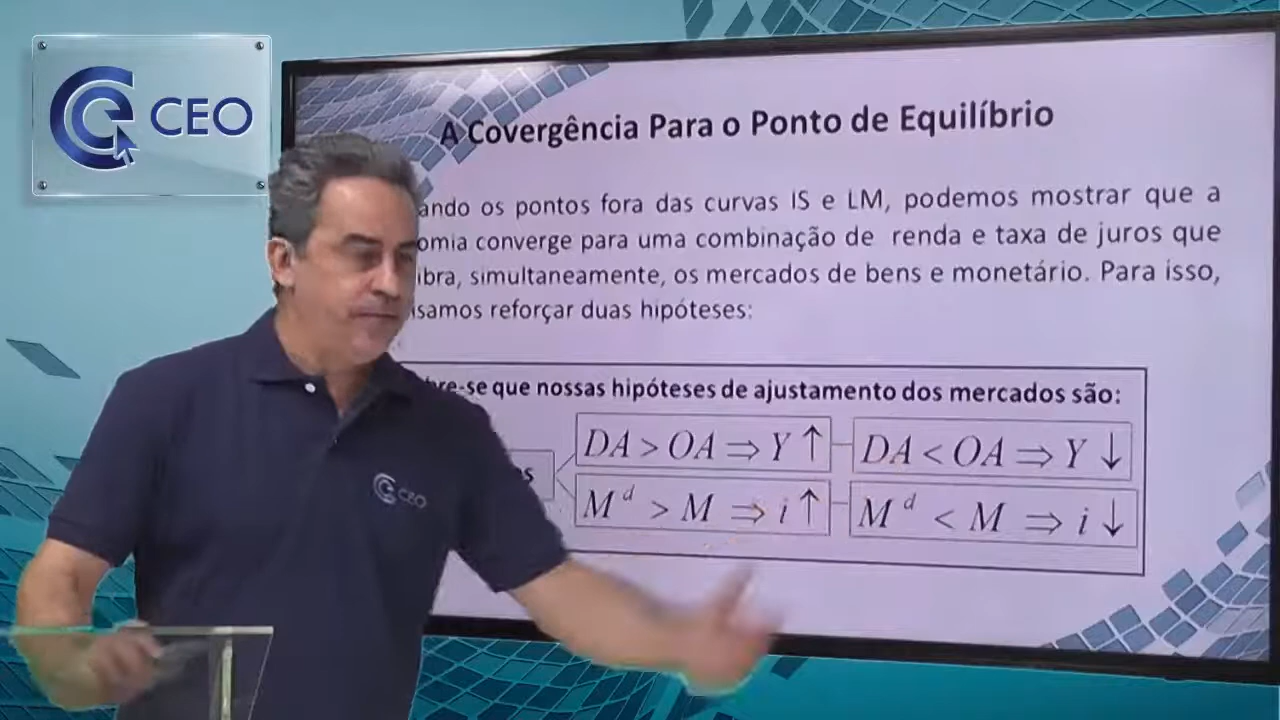 CEO
A Covergência Para o Ponto de Equilíbrio
ando os pontos fora das curvas IS e LM, podemos mostrar que a
omia converge para uma combinação de renda e taxa de juros que
ibra, simultaneamente, os mercados de bens e monetário. Para isso,
isamos reforçar duas hipóteses:
bre-se que nossas hipóteses de ajustamento dos mercados são:
DA > OA ⇒ Y ↑ DA < OA ⇒ Y ↓
os
M^d > M ⇒ i ↑ M^d < M ⇒ i ↓
CEO